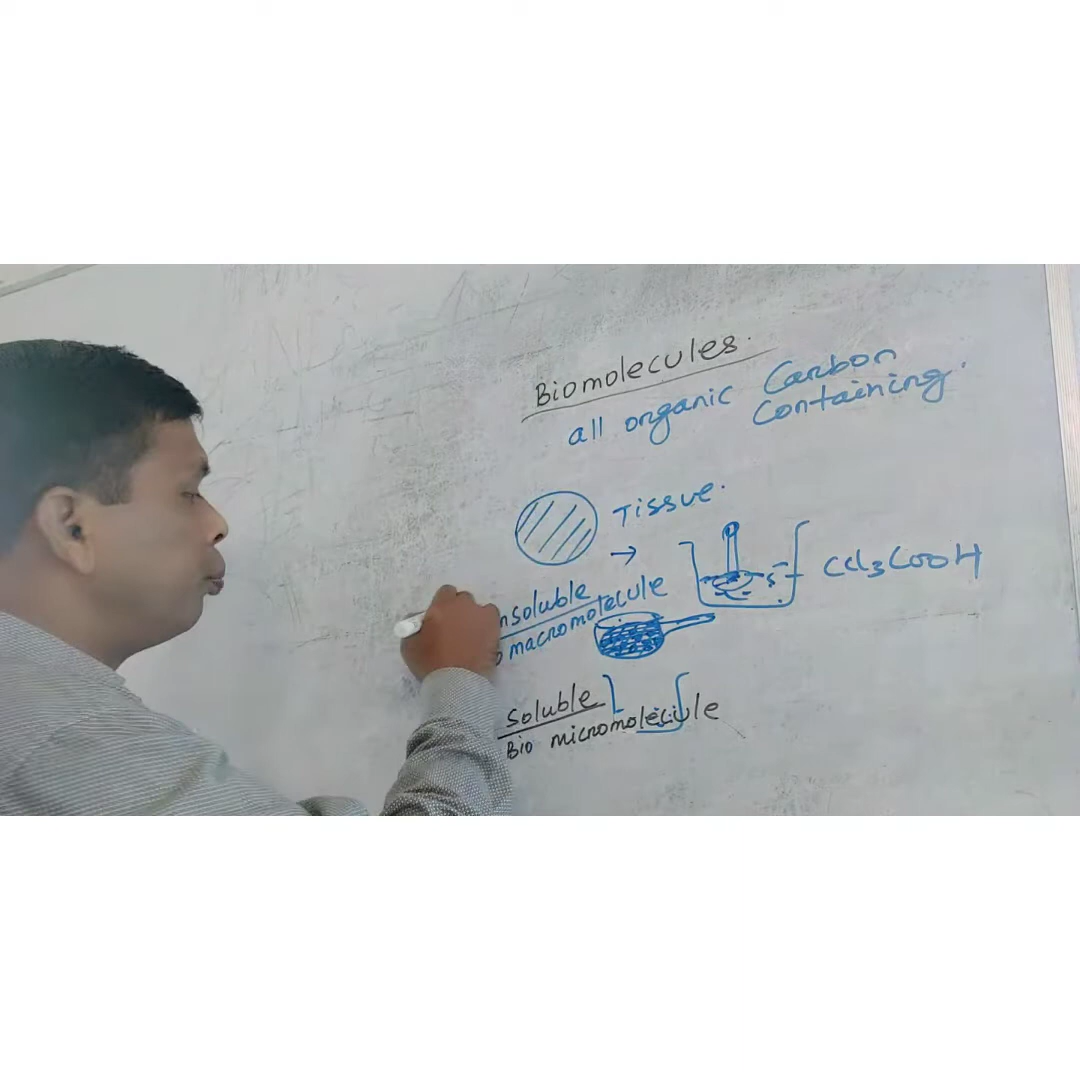 Biomolecules.
all organic Carbon
containing.
Tissue.
→ CCl3COOH
nsoluble
macromolecule
Soluble
Bio micromolecule